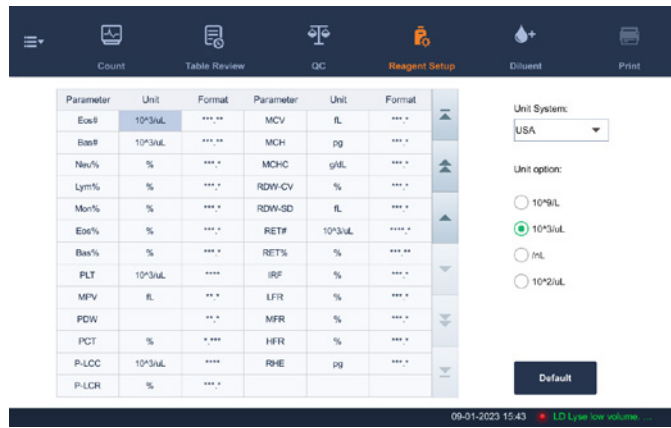 Count Table Review QC Reagent Setup Diluent Print
Parameter Unit Format Parameter Unit Format
Eos# 10^3/uL ***.** MCV fL ***.*
Bas# 10^3/uL ***.** MCH pg ***.*
Neu% % ***.* MCHC g/dL ***.*
Lym% % ***.* RDW-CV % ***.*
Mon% % ***.* RDW-SD fL ***.*
Eos% % ***.* RET# 10^3/uL ****.*
Bas% % ***.* RET% % ***.**
PLT 10^3/uL **** IRF % ***.*
MPV fL **.* LFR % ***.*
PDW **.* MFR % ***.*
PCT % *.*** HFR % ***.*
P-LCC 10^3/uL **** RHE pg ***.*
P-LCR % ***.*
Unit System:
USA
Unit option:
10^9/L
10^3/uL
/nL
10^2/uL
Default
09-01-2023 15:43 LD Lyse low volume. ...